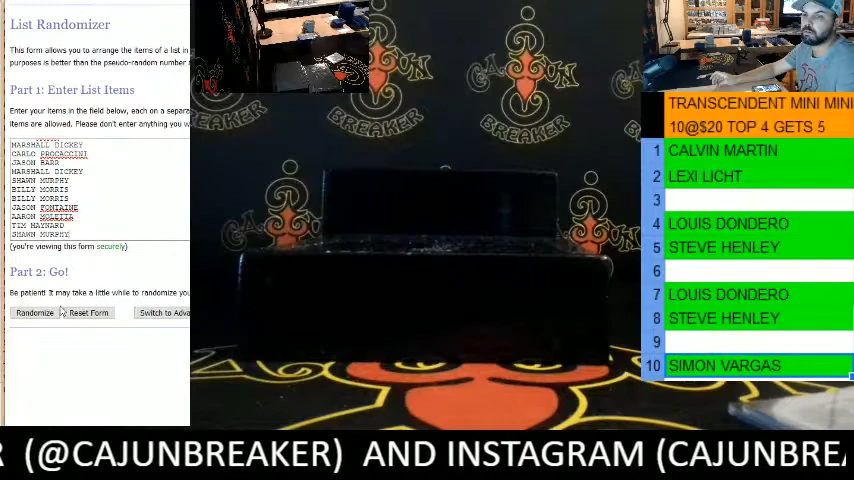 List Randomizer
This form allows you to arrange the items of a list in
purposes is better than the pseudo-random number
Part 1: Enter List Items
Enter your items in the field below, each on a separa
items are allowed. Please don't enter anything you w
MARSHALL DICKEY
CARLO PROCACCINI
JASON BARR
MARSHALL DICKEY
SHAWN MURPHY
BILLY MORRIS
BILLY MORRIS
JASON FONTAINE
AARON MOLETTA
TIM HAYNARD
SHAWN MURPHY
(you're viewing this form securely)
Part 2: Go!
Be patient! It may take a little while to randomize you
Randomize
Reset Form
Switch to Adva
CAJUN
BREAKER
BREAKER
BREAKER
TRANSCENDENT MINI MINI
10@$20 TOP 4 GETS 5
1 CALVIN MARTIN
2 LEXI LICHT
3
4 LOUIS DONDERO
5 STEVE HENLEY
6
7 LOUIS DONDERO
8 STEVE HENLEY
9
10 SIMON VARGAS
R (@CAJUNBREAKER) AND INSTAGRAM (CAJUNBREA